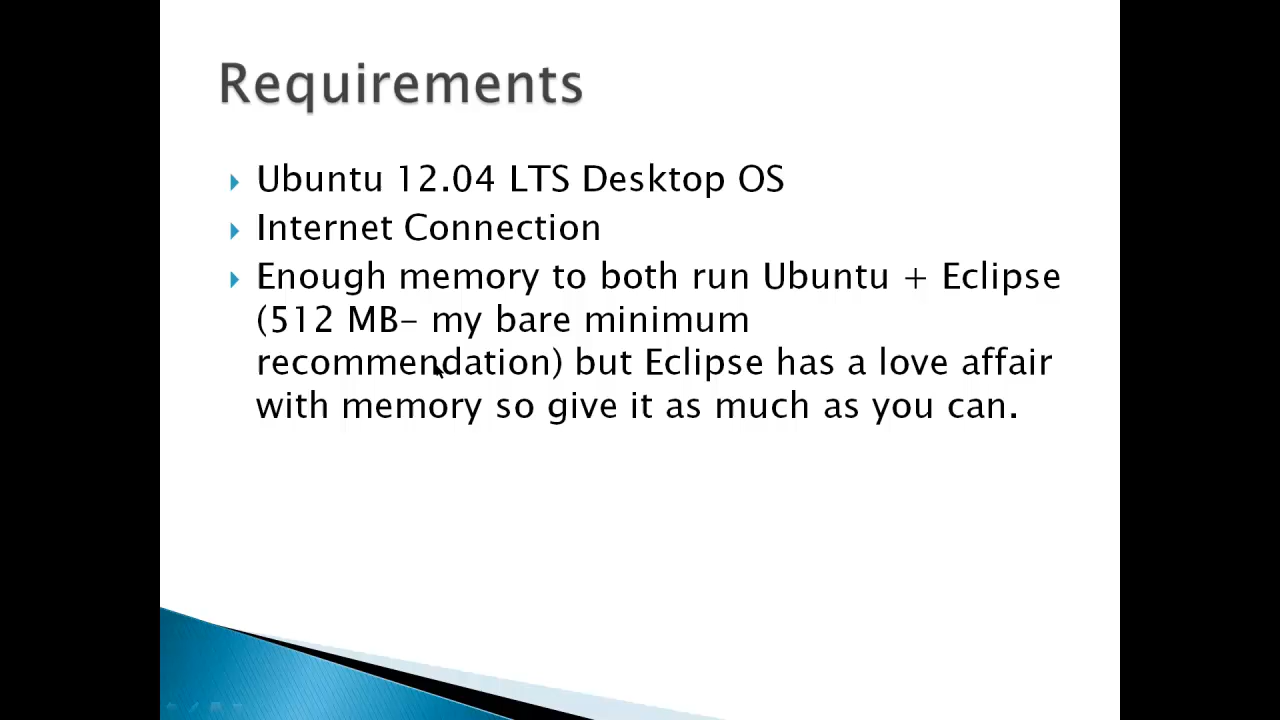 Requirements
Ubuntu 12.04 LTS Desktop OS
Internet Connection
Enough memory to both run Ubuntu + Eclipse
(512 MB– my bare minimum
recommendation) but Eclipse has a love affair
with memory so give it as much as you can.